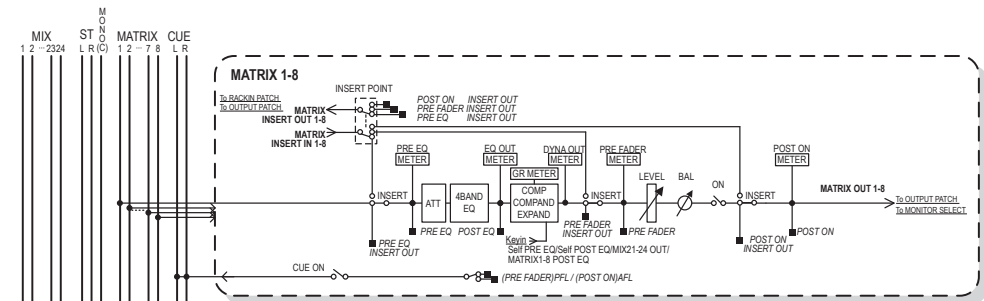 MIX
1 2 ··· 2324
ST
L R
MONO
(C)
MATRIX
1 2 ··· 7 8
CUE
L R
MATRIX 1-8
INSERT POINT
To RACKIN PATCH
To OUTPUT PATCH
MATRIX
INSERT OUT 1-8
MATRIX
INSERT IN 1-8
POST ON INSERT OUT
PRE FADER INSERT OUT
PRE EQ INSERT OUT
PRE EQ
METER
EQ OUT
METER
DYNA OUT
METER
PRE FADER
METER
POST ON
METER
GR METER
LEVEL
BAL
ON
INSERT
ATT
4BAND
EQ
COMP
COMPAND
EXPAND
INSERT
INSERT
MATRIX OUT 1-8
To OUTPUT PATCH
To MONITOR SELECT
PRE EQ
INSERT OUT
PRE EQ
POST EQ
PRE FADER
INSERT OUT
PRE FADER
POST ON
INSERT OUT
POST ON
Keyin
Self PRE EQ/Self POST EQ/MIX21-24 OUT/
MATRIX1-8 POST EQ
CUE ON
(PRE FADER)PFL / (POST ON)AFL